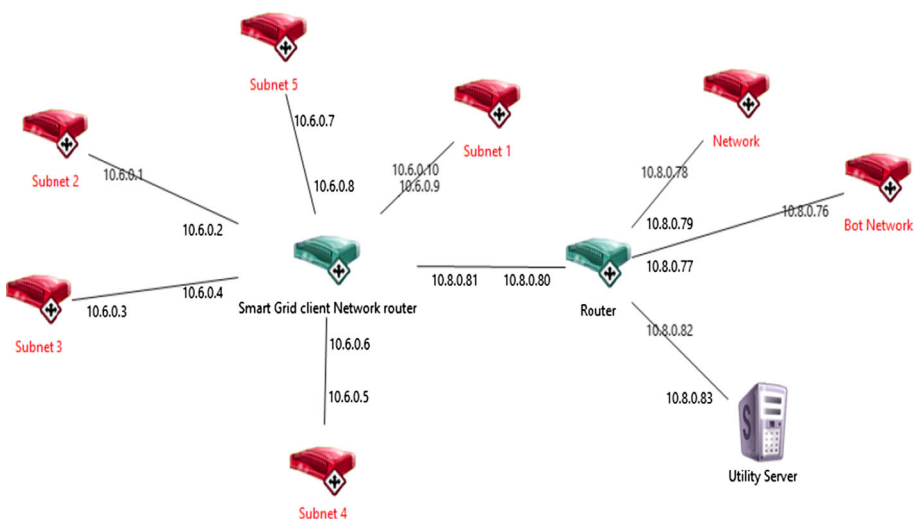 Subnet 5
10.6.0.7
10.6.0.8
Subnet 2
10.6.0.1
10.6.0.2
Subnet 1
10.6.0.10
10.6.0.9
Network
10.8.0.78
10.8.0.79
Bot Network
10.8.0.76
10.8.0.77
Subnet 3
10.6.0.3
10.6.0.4
Smart Grid client Network router
10.8.0.81
10.8.0.80
Router
10.6.0.6
10.6.0.5
Subnet 4
10.8.0.82
10.8.0.83
S
Utility Server